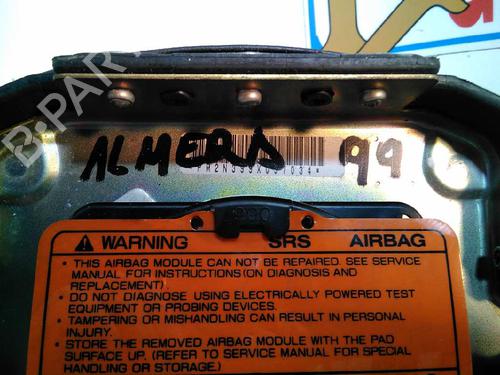 B-PARTS
ALMERA 99
980
WARNING SRS AIRBAG
• THIS AIRBAG MODULE CAN NOT BE REPAIRED. SEE SERVICE
MANUAL FOR INSTRUCTIONS (ON DIAGNOSIS AND
REPLACEMENT).
• DO NOT DIAGNOSE USING ELECTRICALLY POWERED TEST
EQUIPMENT OR PROBING DEVICES.
• TAMPERING OR MISHANDLING CAN RESULT IN PERSONAL
INJURY.
• STORE THE REMOVED AIRBAG MODULE WITH THE PAD
SURFACE UP. (REFER TO SERVICE MANUAL FOR SPECIAL
HANDLING OR STORAGE.)